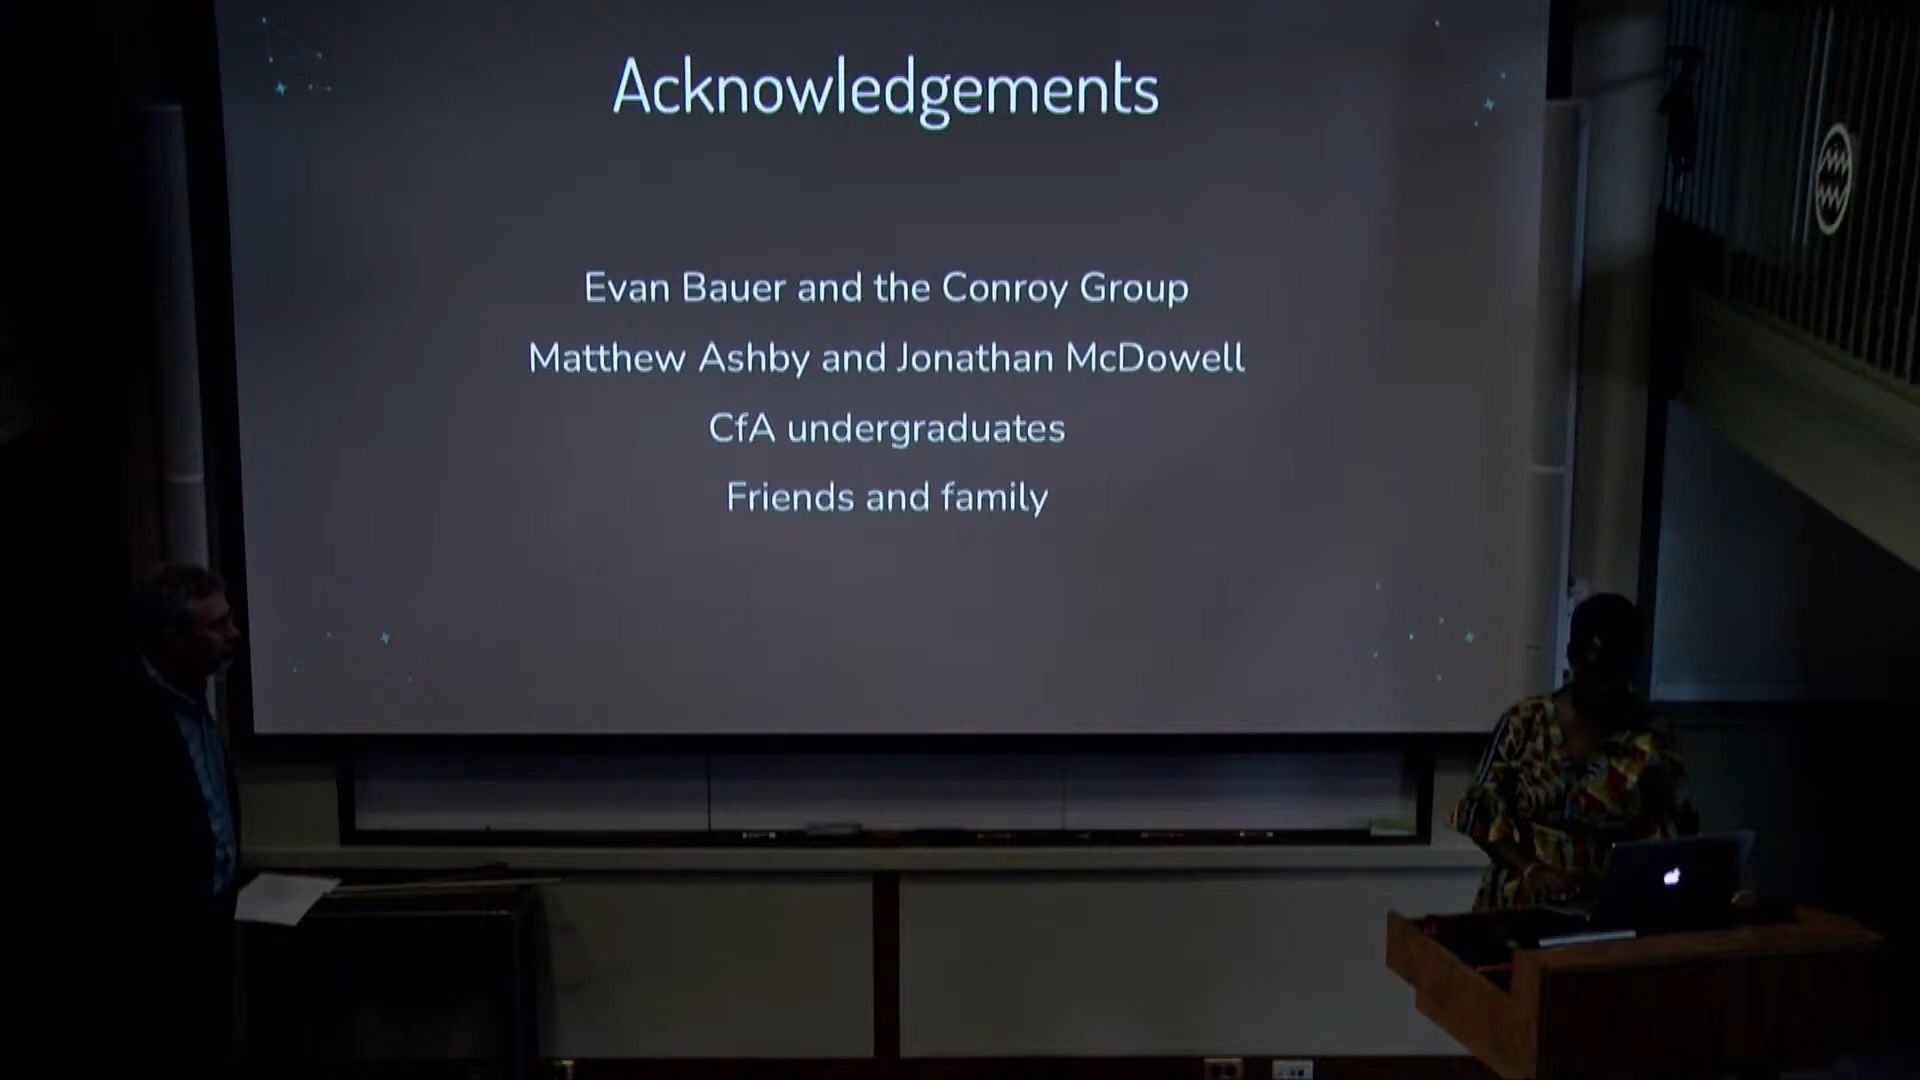 Acknowledgements
Evan Bauer and the Conroy Group
Matthew Ashby and Jonathan McDowell
CfA undergraduates
Friends and family